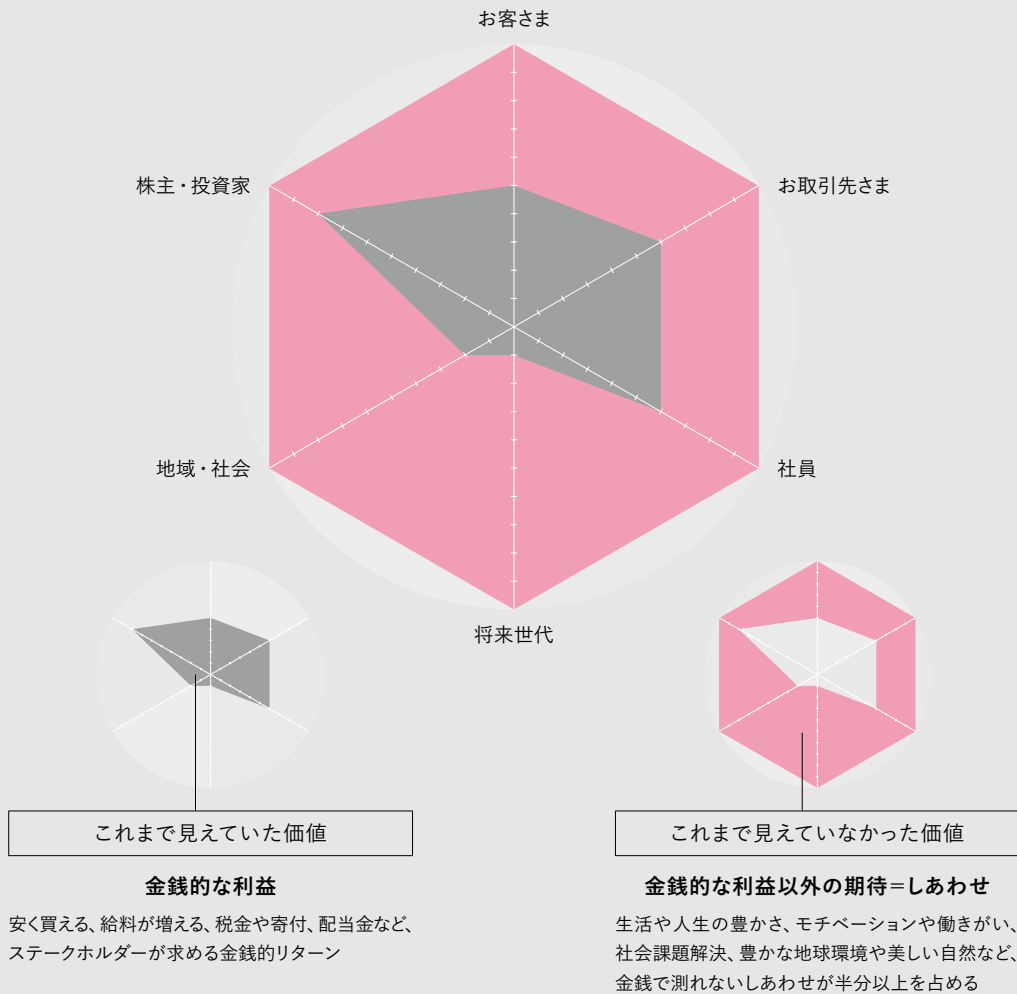 お客さま
株主・投資家
お取引先さま
地域・社会
社員
将来世代
これまで見えていた価値
金銭的な利益
安く買える、給料が増える、税金や寄付、配当金など、
ステークホルダーが求める金銭的リターン
これまで見えていなかった価値
金銭的な利益以外の期待=しあわせ
生活や人生の豊かさ、モチベーションや働きがい、
社会課題解決、豊かな地球環境や美しい自然など、
金銭で測れないしあわせが半分以上を占める